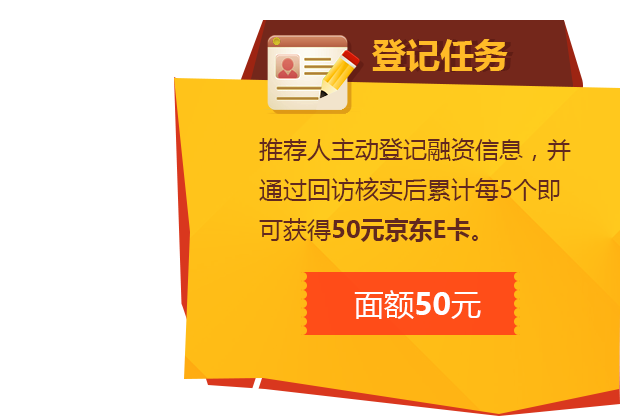 登记任务
推荐人主动登记融资信息，并
通过回访核实后累计每5个即
可获得50元京东E卡。
面额50元